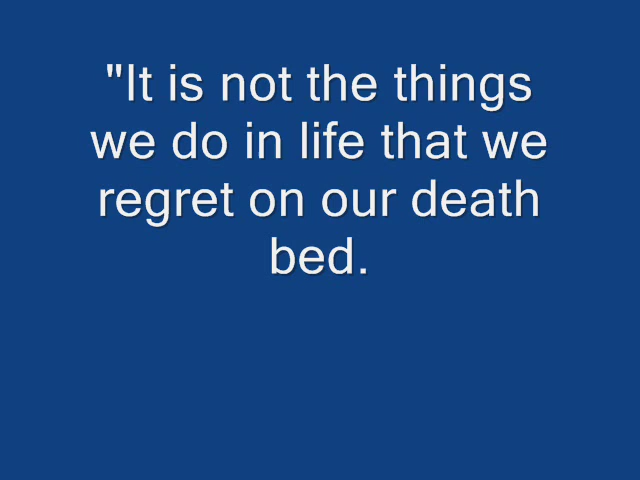 "It is not the things
we do in life that we
regret on our death
bed.